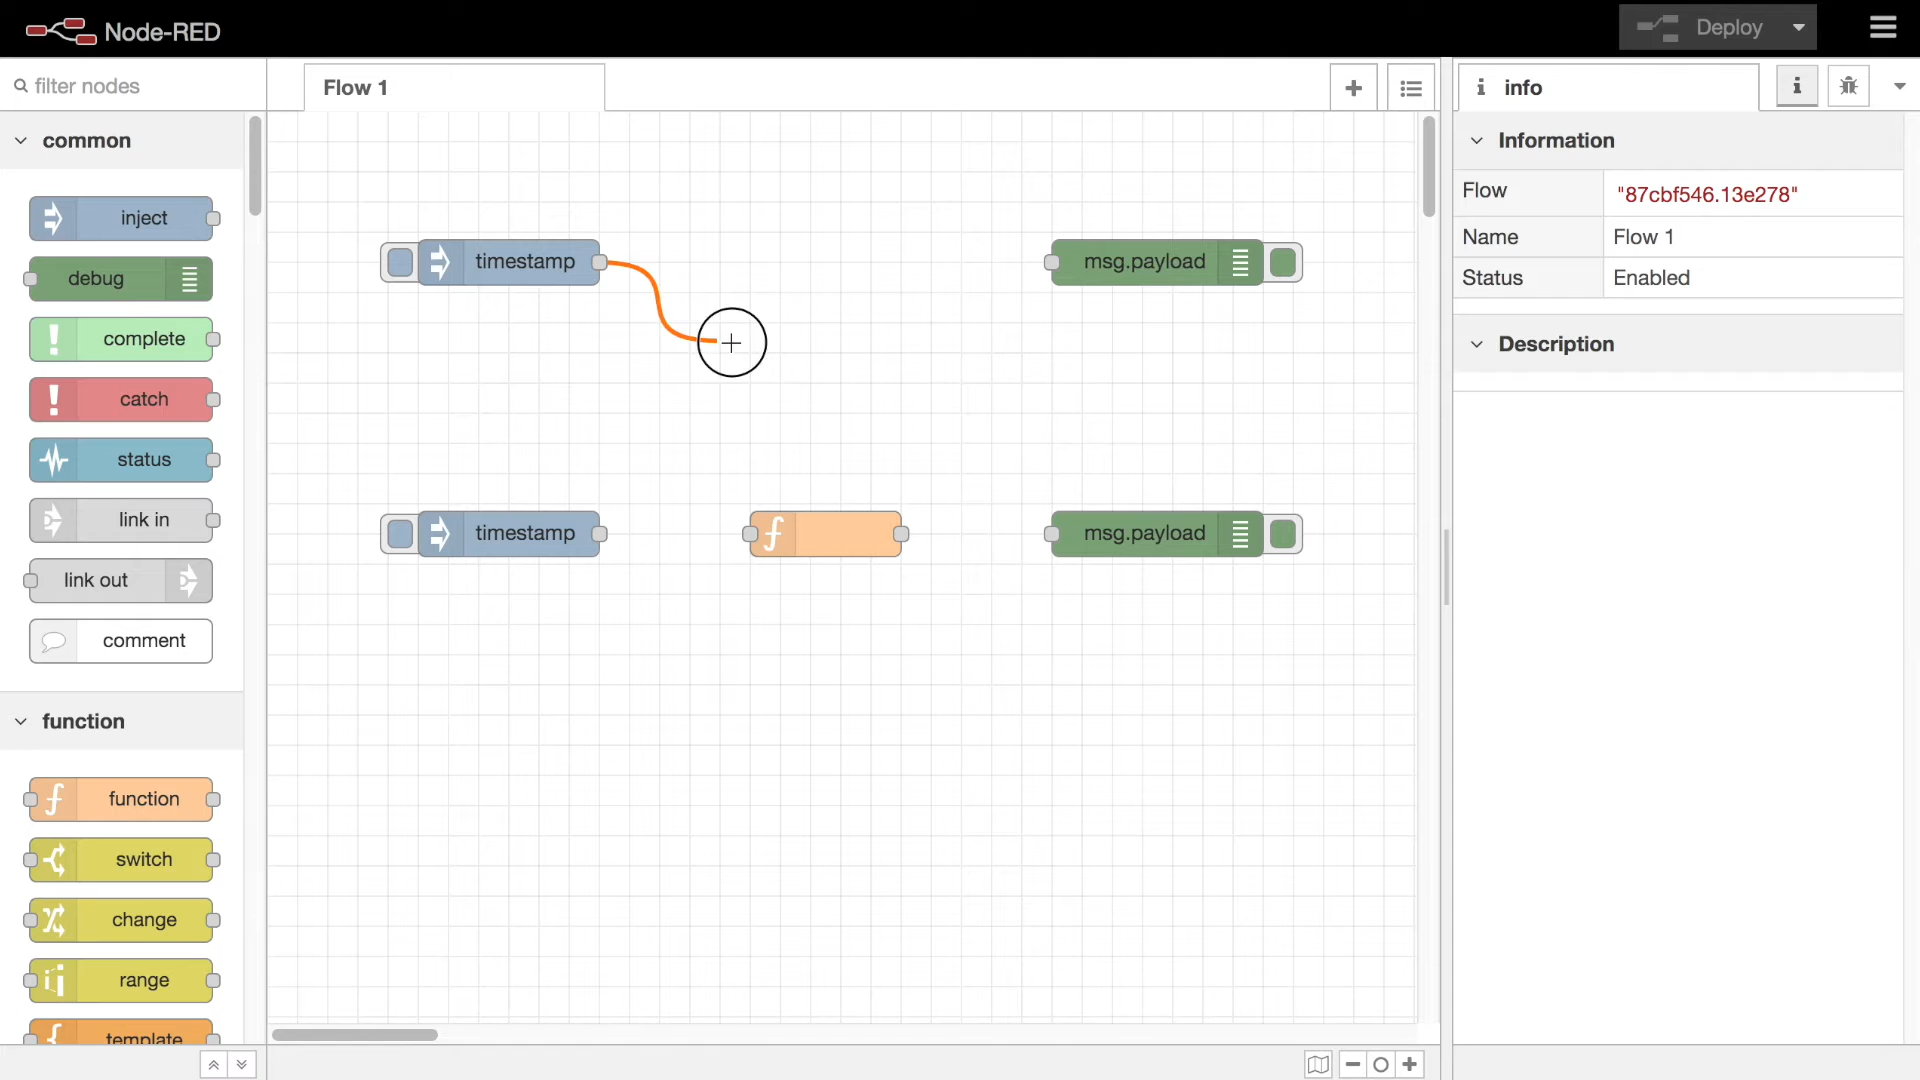 Node-RED
Deploy
filter nodes
Flow 1
info
common
inject
debug
complete
catch
status
link in
link out
comment
function
function
switch
change
range
template
timestamp
msg.payload
timestamp
msg.payload
Information
Flow "87cbf546.13e278"
Name Flow 1
Status Enabled
Description